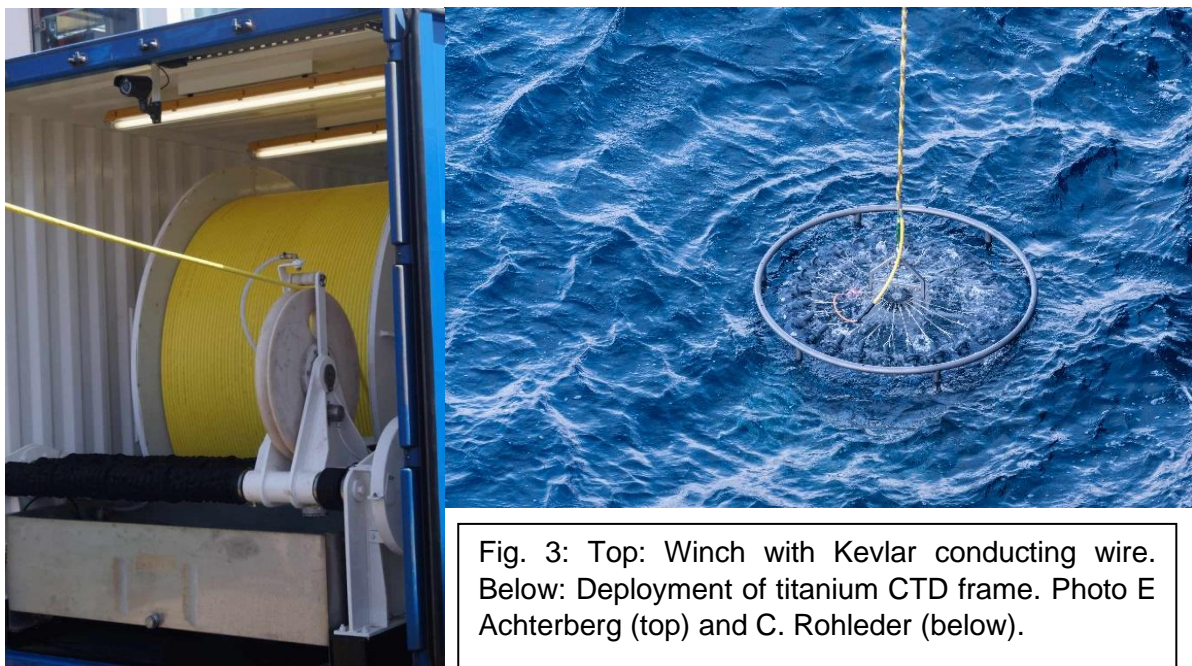 Fig. 3: Top: Winch with Kevlar conducting wire.
Below: Deployment of titanium CTD frame. Photo E
Achterberg (top) and C. Rohleder (below).